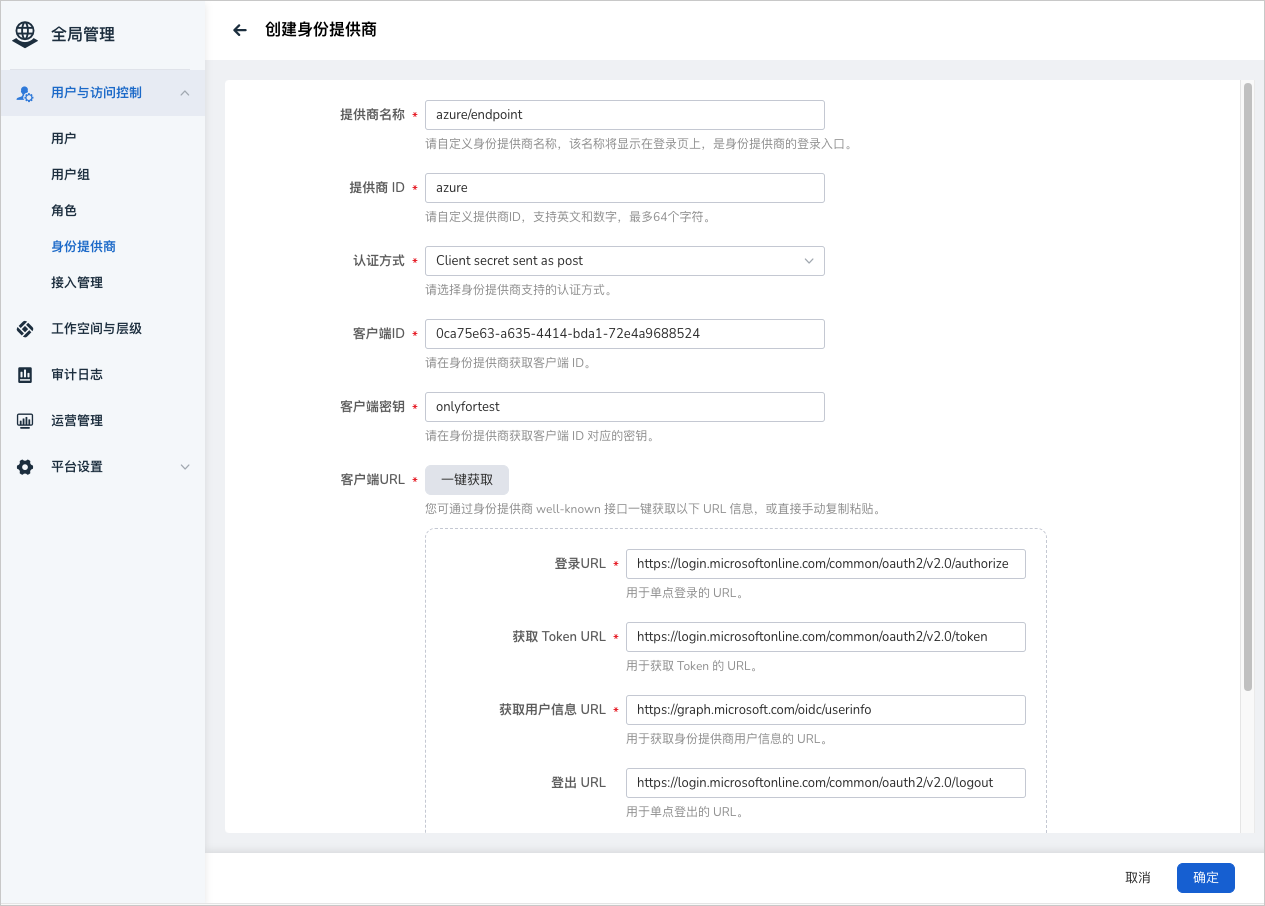 全局管理
用户与访问控制
用户
用户组
角色
身份提供商
接入管理
工作空间与层级
审计日志
运营管理
平台设置
创建身份提供商
提供商名称 * azure/endpoint
请自定义身份提供商名称，该名称将显示在登录页上，是身份提供商的登录入口。
提供商 ID * azure
请自定义提供商ID，支持英文和数字，最多64个字符。
认证方式 * Client secret sent as post
请选择身份提供商支持的认证方式。
客户端ID * 0ca75e63-a635-4414-bda1-72e4a9688524
请在身份提供商获取客户端 ID。
客户端密钥 * onlyfortest
请在身份提供商获取客户端 ID 对应的密钥。
客户端URL * 一键获取
您可通过身份提供商 well-known 接口一键获取以下 URL 信息，或直接手动复制粘贴。
登录URL * https://login.microsoftonline.com/common/oauth2/v2.0/authorize
用于单点登录的 URL。
获取 Token URL * https://login.microsoftonline.com/common/oauth2/v2.0/token
用于获取 Token 的 URL。
获取用户信息 URL * https://graph.microsoft.com/oidc/userinfo
用于获取身份提供商用户信息的 URL。
登出 URL https://login.microsoftonline.com/common/oauth2/v2.0/logout
用于单点登出的 URL。
取消 确定